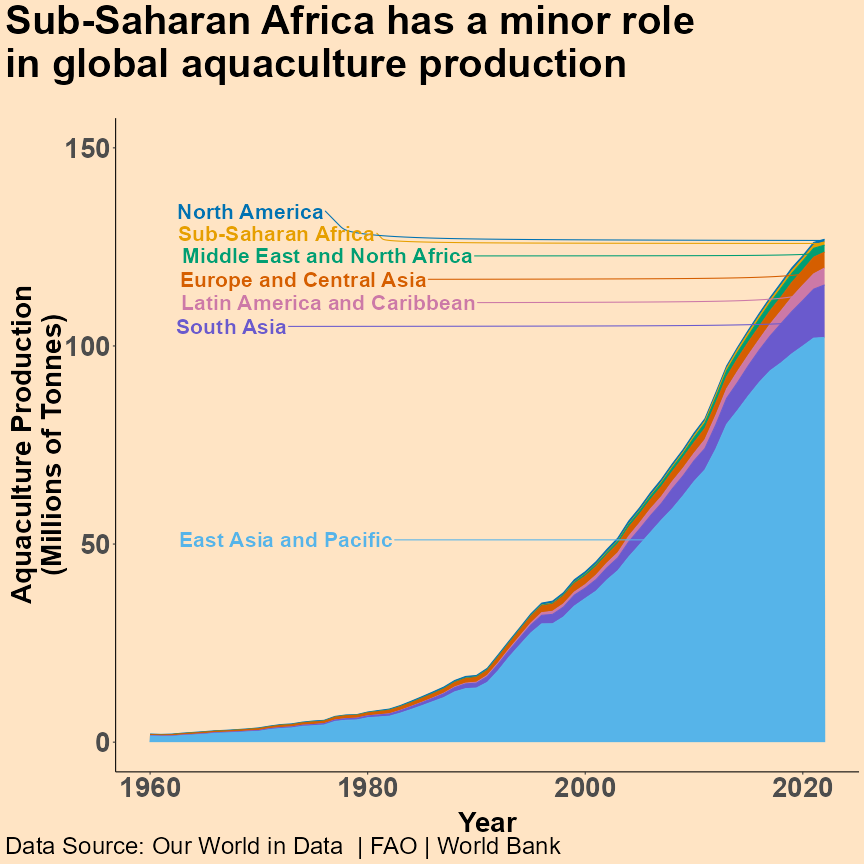 Sub-Saharan Africa has a minor role
in global aquaculture production
150
North America
Sub-Saharan Africa
Middle East and North Africa
Europe and Central Asia
Latin America and Caribbean
South Asia
100
Aquaculture Production
(Millions of Tonnes)
East Asia and Pacific
50
0
1960
1980
2000
2020
Year
Data Source: Our World in Data | FAO | World Bank